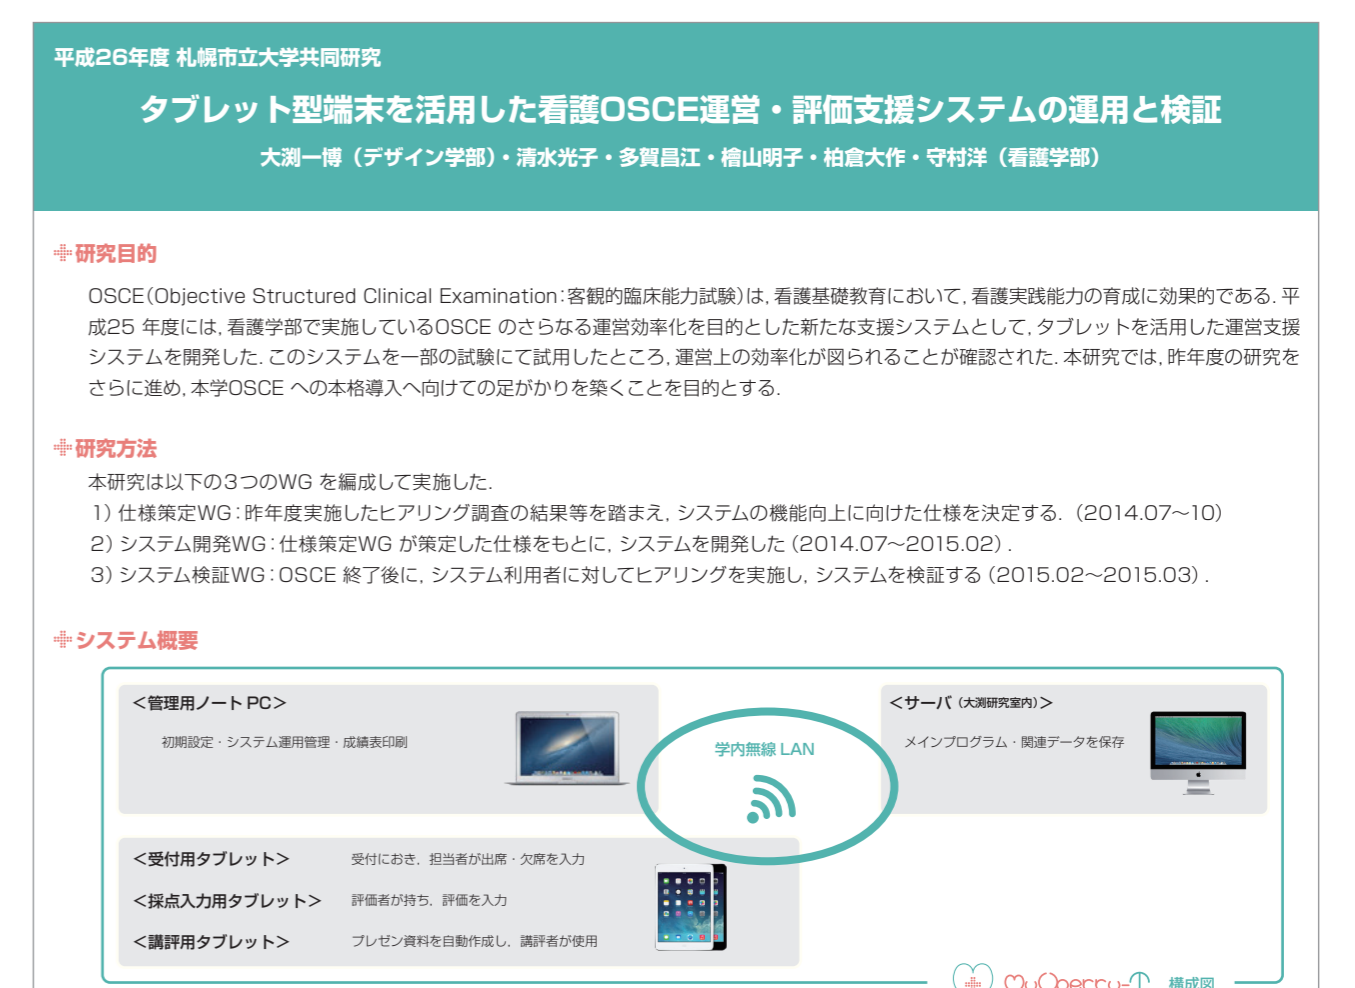 平成26年度 札幌市立大学共同研究
タブレット型端末を活用した看護OSCE運営・評価支援システムの運用と検証
大渕一博（デザイン学部）・清水光子・多賀昌江・檜山明子・柏倉大作・守村洋（看護学部）
研究目的
OSCE（Objective Structured Clinical Examination：客観的臨床能力試験）は, 看護基礎教育において, 看護実践能力の育成に効果的である. 平
成25 年度には, 看護学部で実施しているOSCE のさらなる運営効率化を目的とした新たな支援システムとして, タブレットを活用した運営支援
システムを開発した. このシステムを一部の試験にて試用したところ, 運営上の効率化が図られることが確認された. 本研究では, 昨年度の研究を
さらに進め, 本学OSCE への本格導入へ向けての足がかりを築くことを目的とする.
研究方法
本研究は以下の３つのWG を編成して実施した.
1）仕様策定WG：昨年度実施したヒアリング調査の結果等を踏まえ, システムの機能向上に向けた仕様を決定する.（2014.07～10）
2）システム開発WG：仕様策定WG が策定した仕様をもとに, システムを開発した（2014.07～2015.02）.
3）システム検証WG：OSCE 終了後に, システム利用者に対してヒアリングを実施し, システムを検証する（2015.02～2015.03）.
システム概要
＜管理用ノート PC＞
初期設定・システム運用管理・成績表印刷
学内無線 LAN
＜サーバ（大渕研究室内）＞
メインプログラム・関連データを保存
＜受付用タブレット＞ 受付におき, 担当者が出席・欠席を入力
＜採点入力用タブレット＞ 評価者が持ち, 評価を入力
＜講評用タブレット＞ プレゼン資料を自動作成し, 講評者が使用
構成図